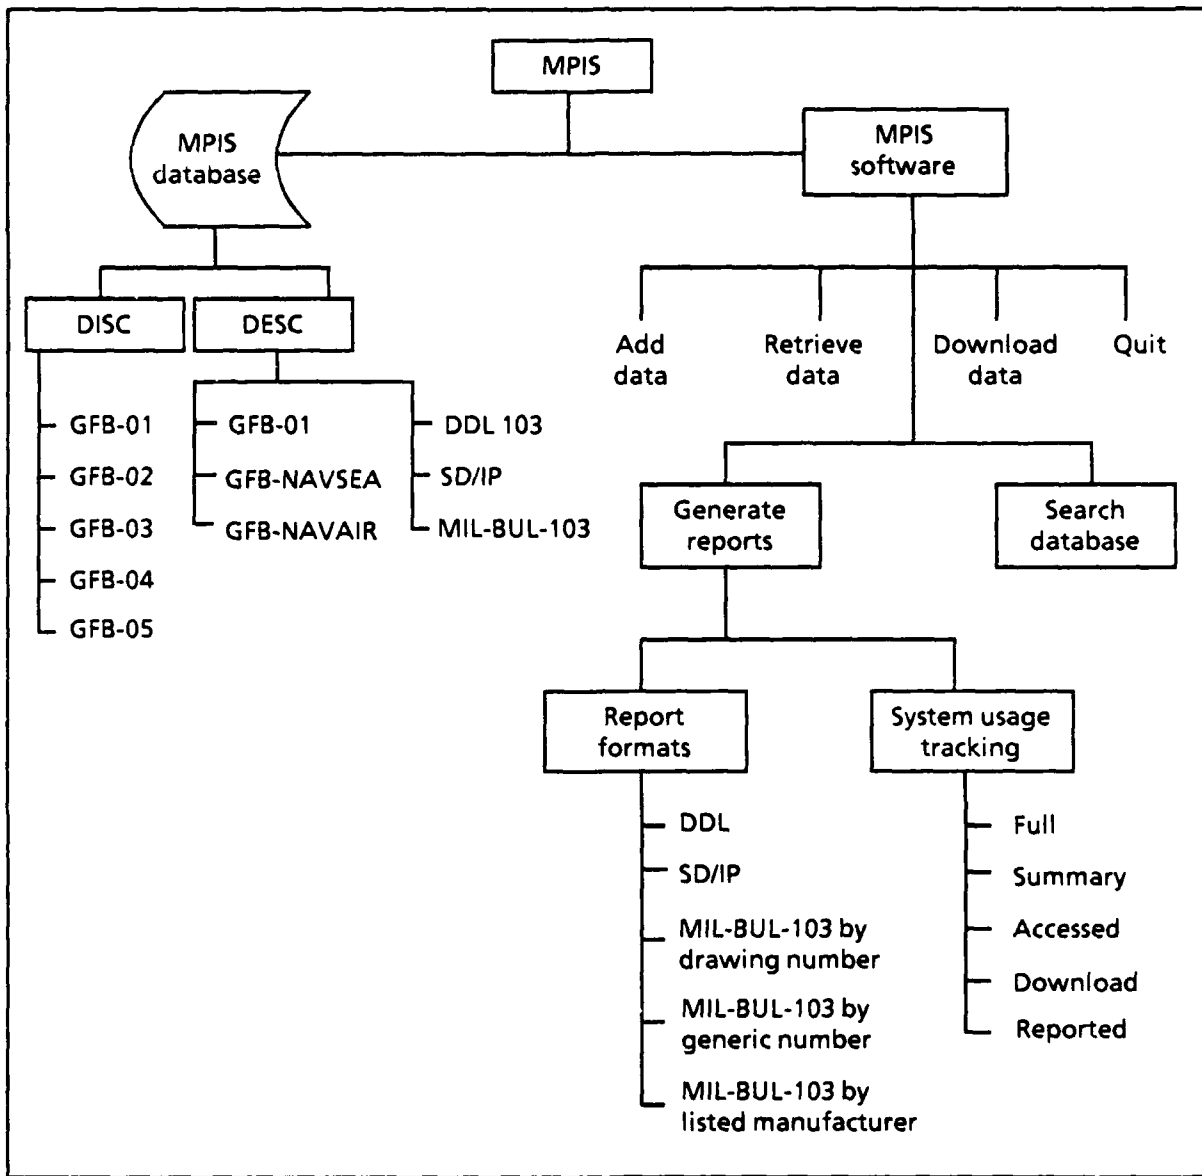 MPIS
MPIS
database
MPIS
software
DISC
DESC
GFB-01
GFB-02
GFB-03
GFB-04
GFB-05
GFB-01
GFB-NAVSEA
GFB-NAVAIR
DDL 103
SD/IP
MIL-BUL-103
Add
data
Retrieve
data
Download
data
Quit
Generate
reports
Search
database
Report
formats
System usage
tracking
DDL
SD/IP
MIL-BUL-103 by
drawing number
MIL-BUL-103 by
generic number
MIL-BUL-103 by
listed manufacturer
Full
Summary
Accessed
Download
Reported